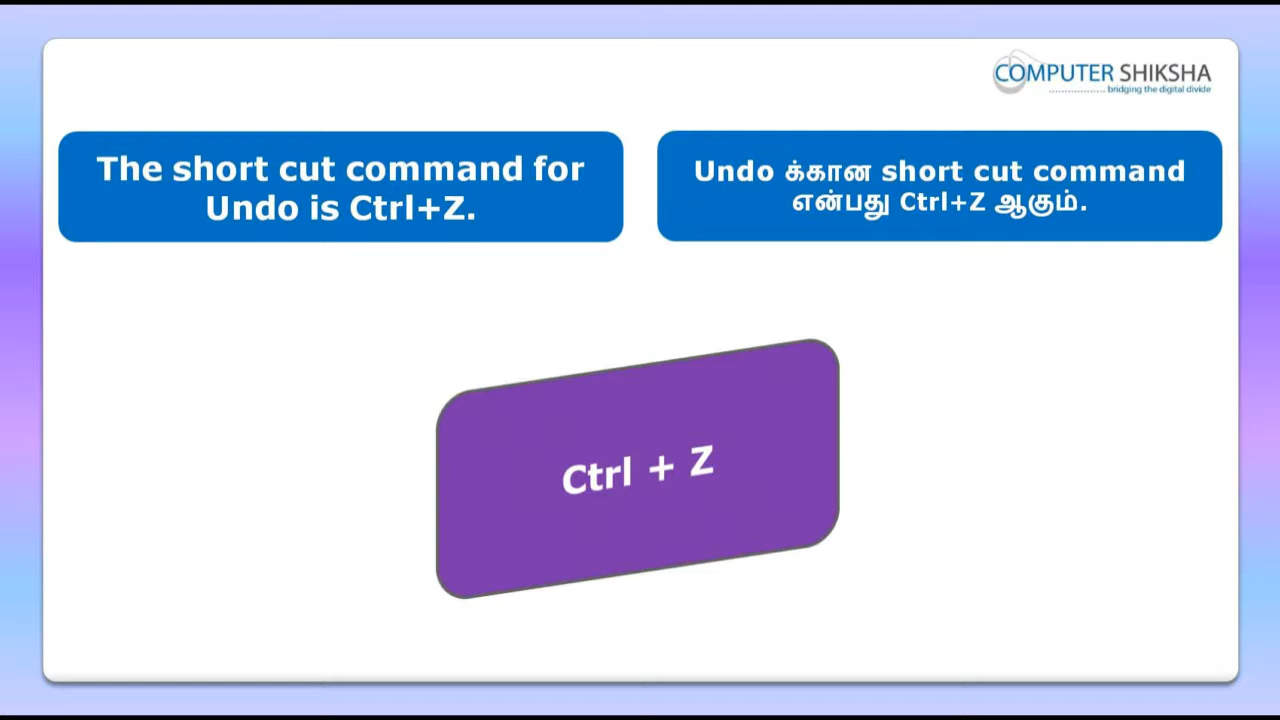 COMPUTER SHIKSHA
bridging the digital divide
The short cut command for
Undo is Ctrl+Z.
Undo க்கான short cut command
என்பது Ctrl+Z ஆகும்.
Ctrl + Z